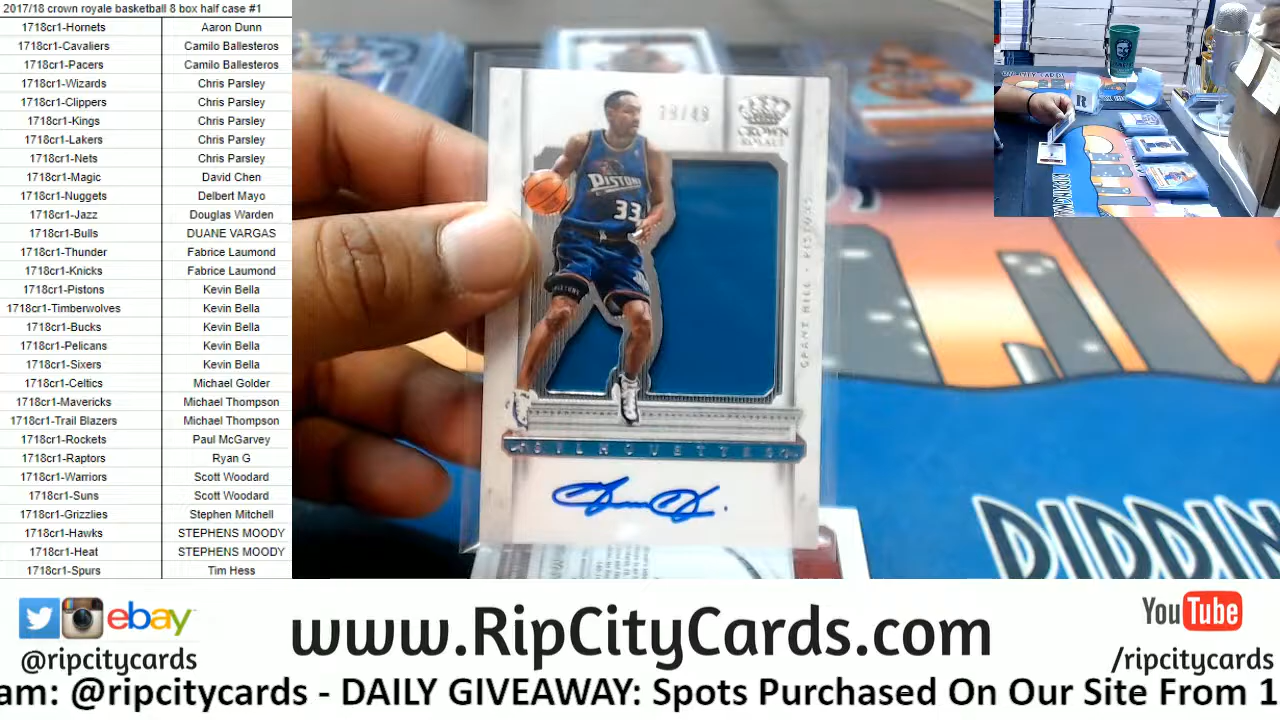 2017/18 crown royale basketball 8 box half case #1
1718cr1-Hornets Aaron Dunn
1718cr1-Cavaliers Camilo Ballesteros
1718cr1-Pacers Camilo Ballesteros
1718cr1-Wizards Chris Parsley
1718cr1-Clippers Chris Parsley
1718cr1-Kings Chris Parsley
1718cr1-Lakers Chris Parsley
1718cr1-Nets Chris Parsley
1718cr1-Magic David Chen
1718cr1-Nuggets Delbert Mayo
1718cr1-Jazz Douglas Warden
1718cr1-Bulls DUANE VARGAS
1718cr1-Thunder Fabrice Laumond
1718cr1-Knicks Fabrice Laumond
1718cr1-Pistons Kevin Bella
1718cr1-Timberwolves Kevin Bella
1718cr1-Bucks Kevin Bella
1718cr1-Pelicans Kevin Bella
1718cr1-Sixers Kevin Bella
1718cr1-Celtics Michael Golder
1718cr1-Mavericks Michael Thompson
1718cr1-Trail Blazers Michael Thompson
1718cr1-Rockets Paul McGarvey
1718cr1-Raptors Ryan G
1718cr1-Warriors Scott Woodard
1718cr1-Suns Scott Woodard
1718cr1-Grizzlies Stephen Mitchell
1718cr1-Hawks STEPHENS MOODY
1718cr1-Heat STEPHENS MOODY
1718cr1-Spurs Tim Hess
CROWN
ROYALE
PISTONS
33
GRANT HILL • PISTONS
SILHOUETTES
DIDDIN
ebay
@ripcitycards
www.RipCityCards.com
YouTube
/ripcitycards
am: @ripcitycards - DAILY GIVEAWAY: Spots Purchased On Our Site From 1